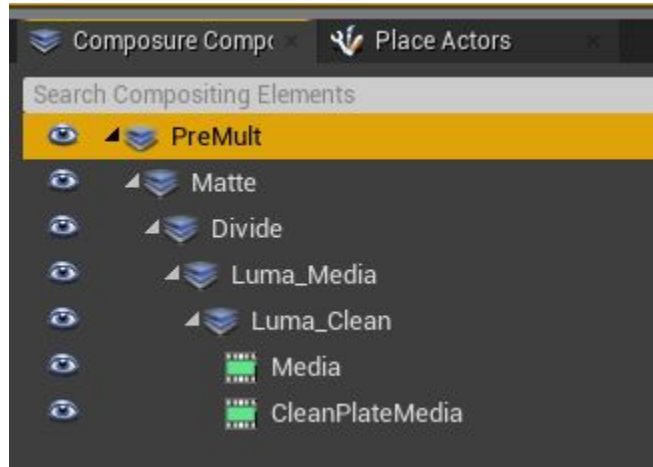 Composure Compo Place Actors
Search Compositing Elements
PreMult
Matte
Divide
Luma_Media
Luma_Clean
Media
CleanPlateMedia